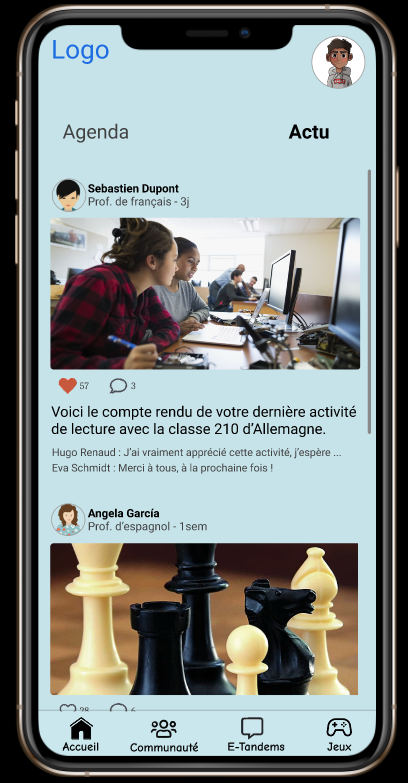 Logo
Agenda
Actu
Sebastien Dupont
Prof. de français - 3j
57
3
Voici le compte rendu de votre dernière activité
de lecture avec la classe 210 d'Allemagne.
Hugo Renaud : J'ai vraiment apprécié cette activité, j'espère ...
Eva Schmidt : Merci à tous, à la prochaine fois !
Angela García
Prof. d'espagnol - 1sem
28
6
Accueil
Communauté
E-Tandems
Jeux